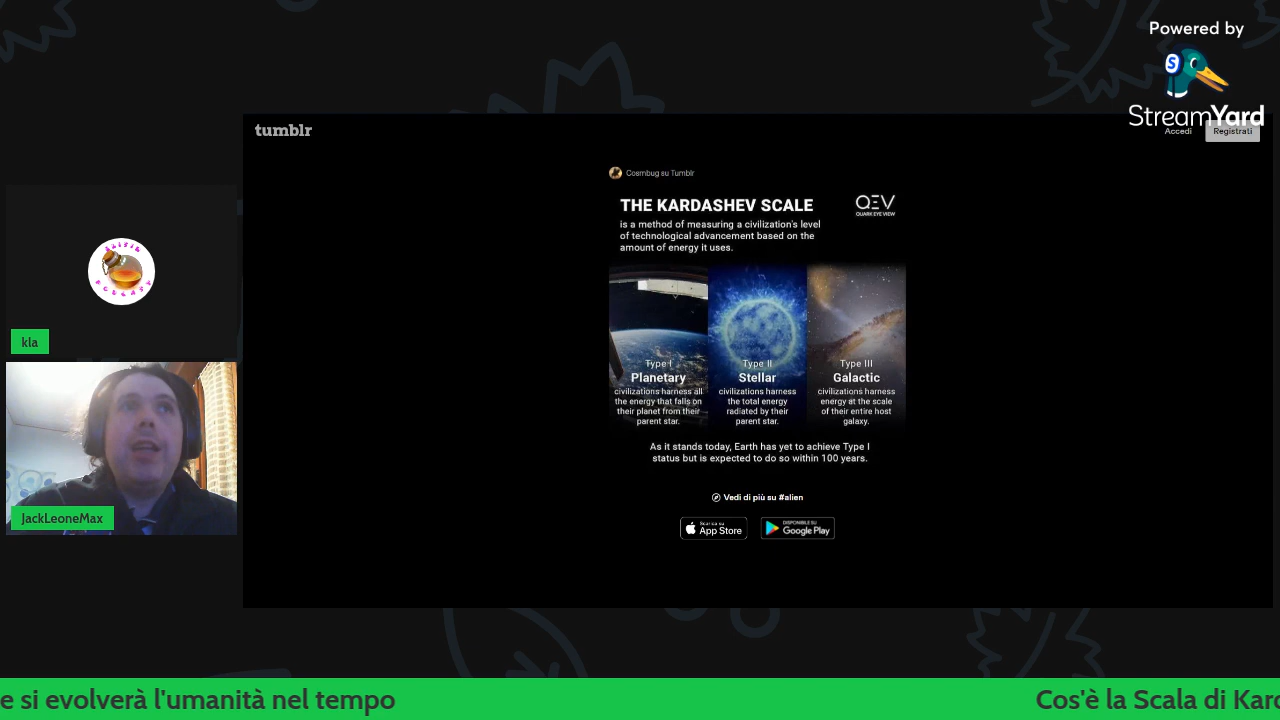 Powered by
StreamYard
tumblr
Accedi
Registrati
Cosmbug su Tumblr
THE KARDASHEV SCALE
QEV
QUARK EYE VIEW
is a method of measuring a civilization's level
of technological advancement based on the
amount of energy it uses.
Type I
Planetary
civilizations harness all
the energy that falls on
their planet from their
parent star.
Type II
Stellar
civilizations harness
the total energy
radiated by their
parent star.
Type III
Galactic
civilizations harness
energy at the scale
of their entire host
galaxy.
As it stands today, Earth has yet to achieve Type I
status but is expected to do so within 100 years.
Vedi di più su #alien
Scarica su
App Store
DISPONIBILE SU
Google Play
kla
JackLeoneMax
e si evolverà l'umanità nel tempo
Cos'è la Scala di Kard